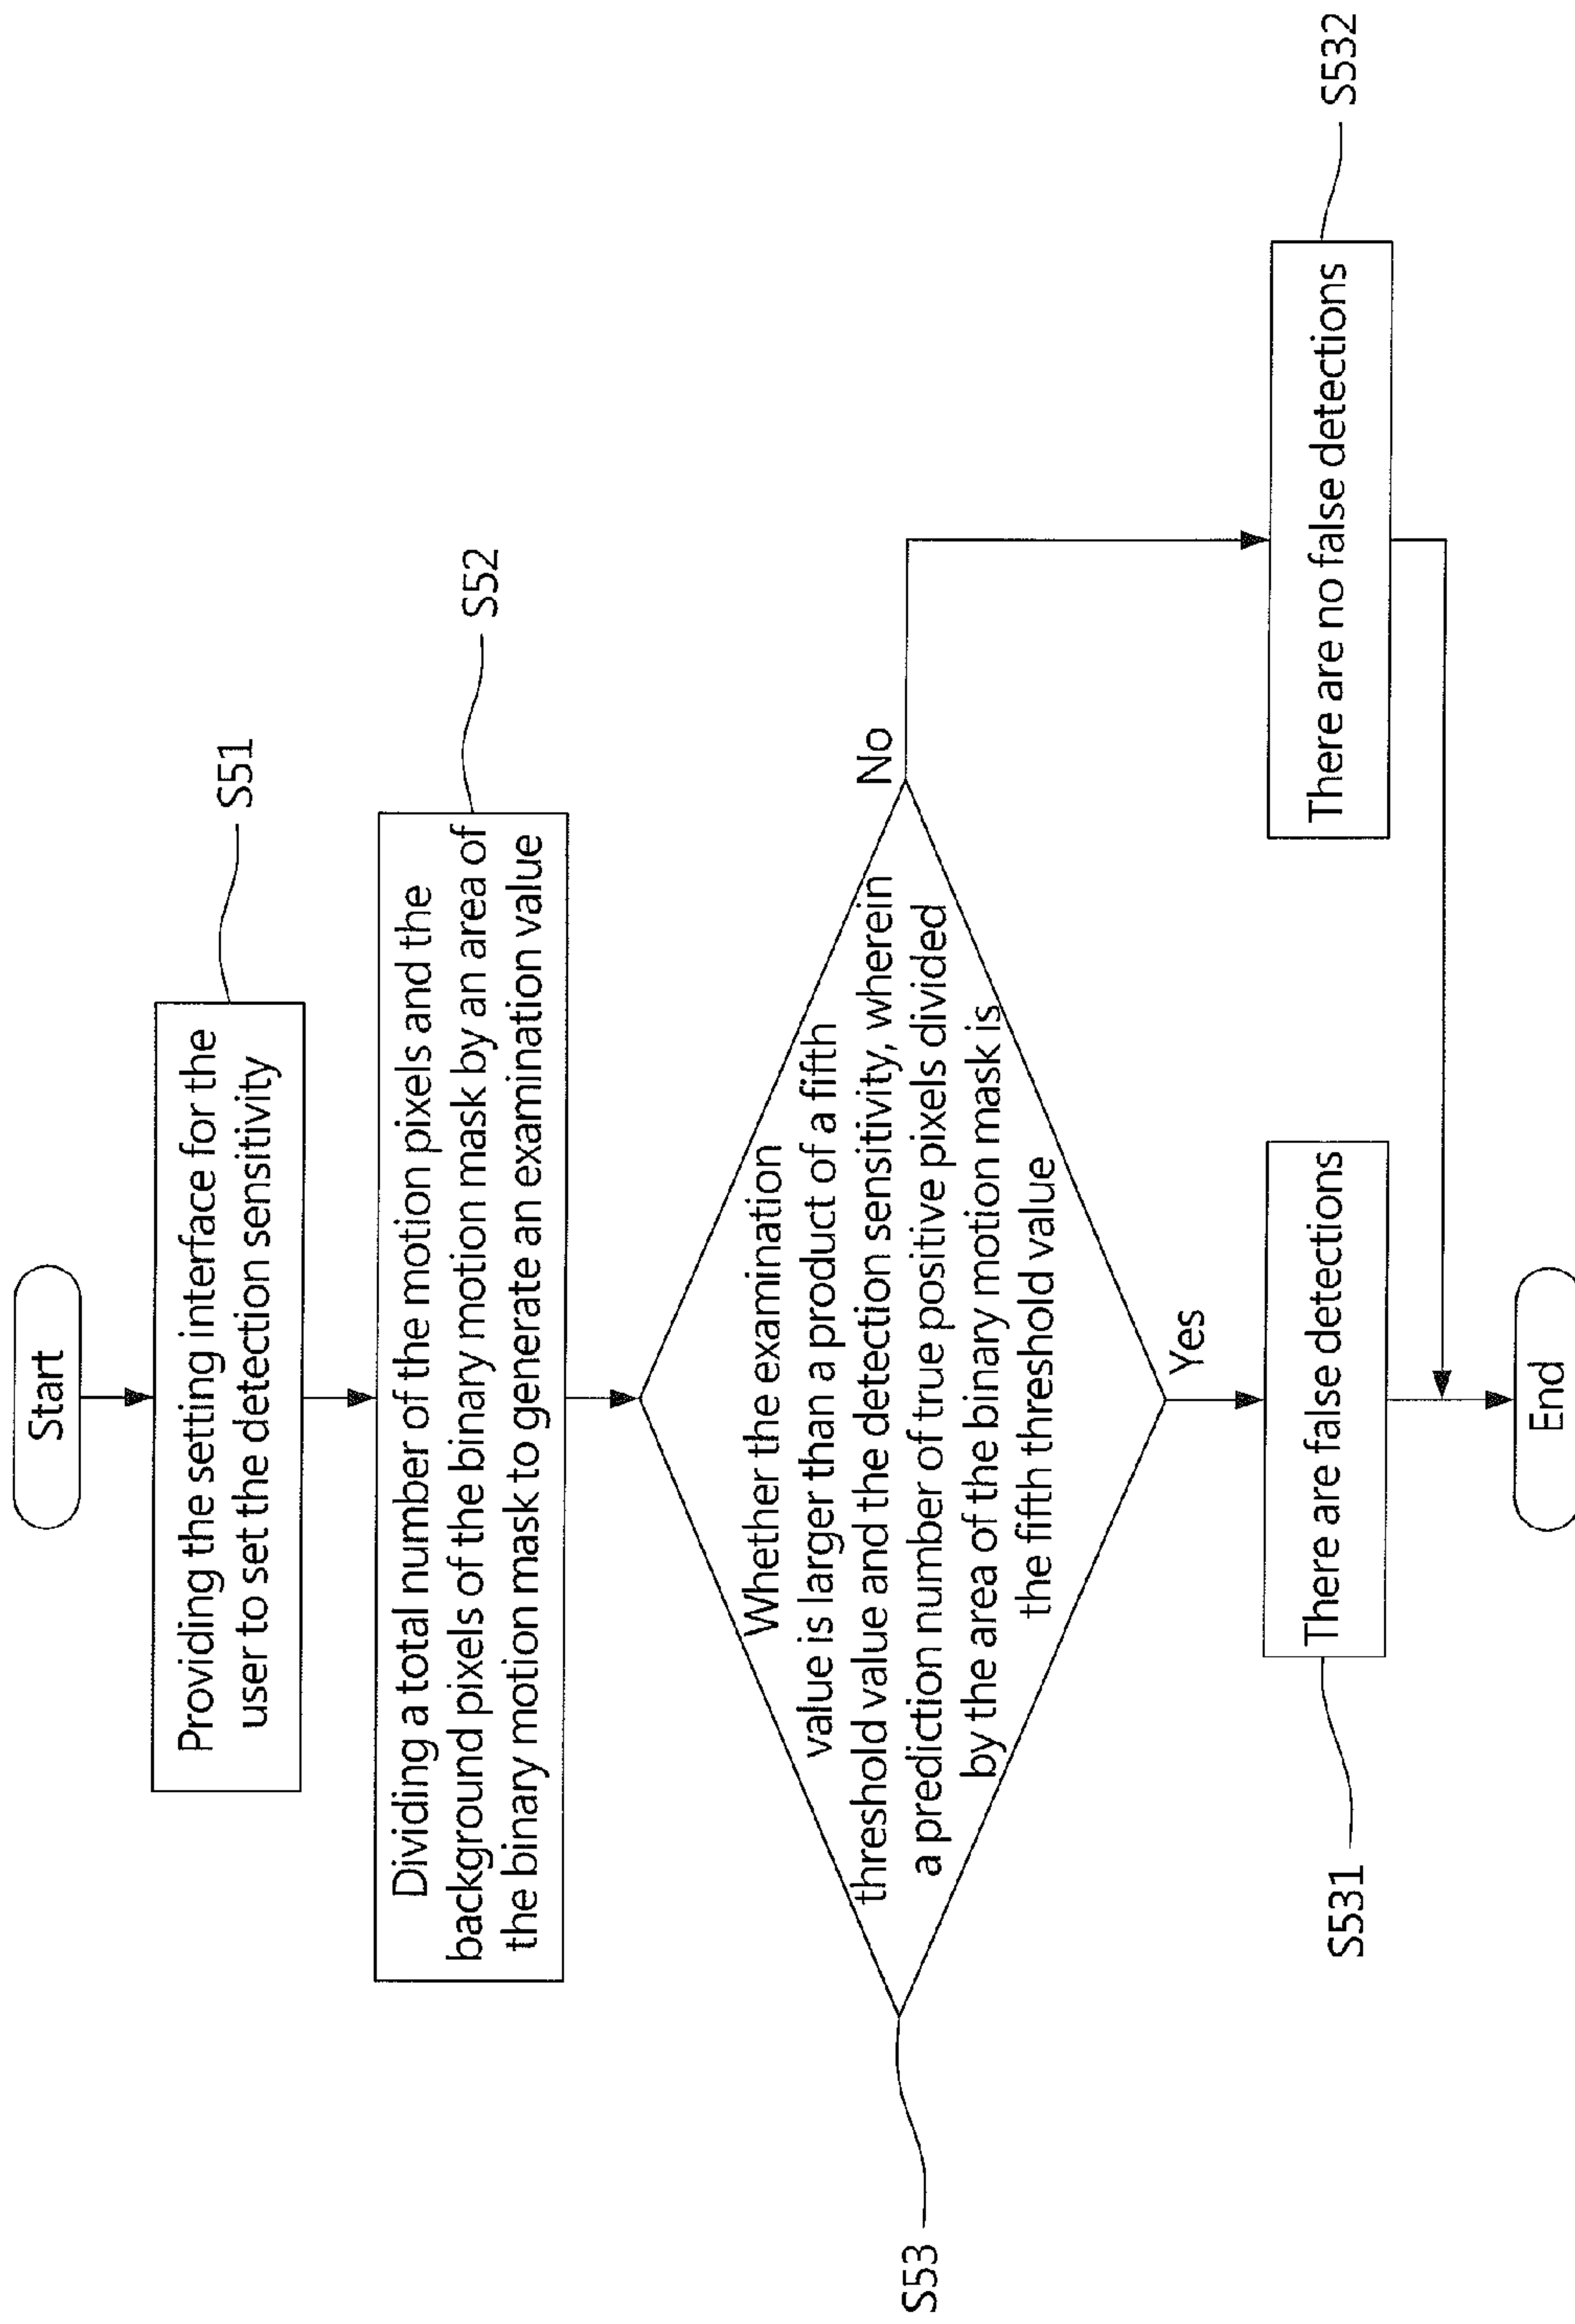 Start
Providing the setting interface for the
user to set the detection sensitivity
S51
Dividing a total number of the motion pixels and the
background pixels of the binary motion mask by an area of
the binary motion mask to generate an examination value
S52
Whether the examination
value is larger than a product of a fifth
threshold value and the detection sensitivity, wherein
a prediction number of true positive pixels divided
by the area of the binary motion mask is
the fifth threshold value
S53
No
Yes
There are false detections
S531
There are no false detections
S532
End